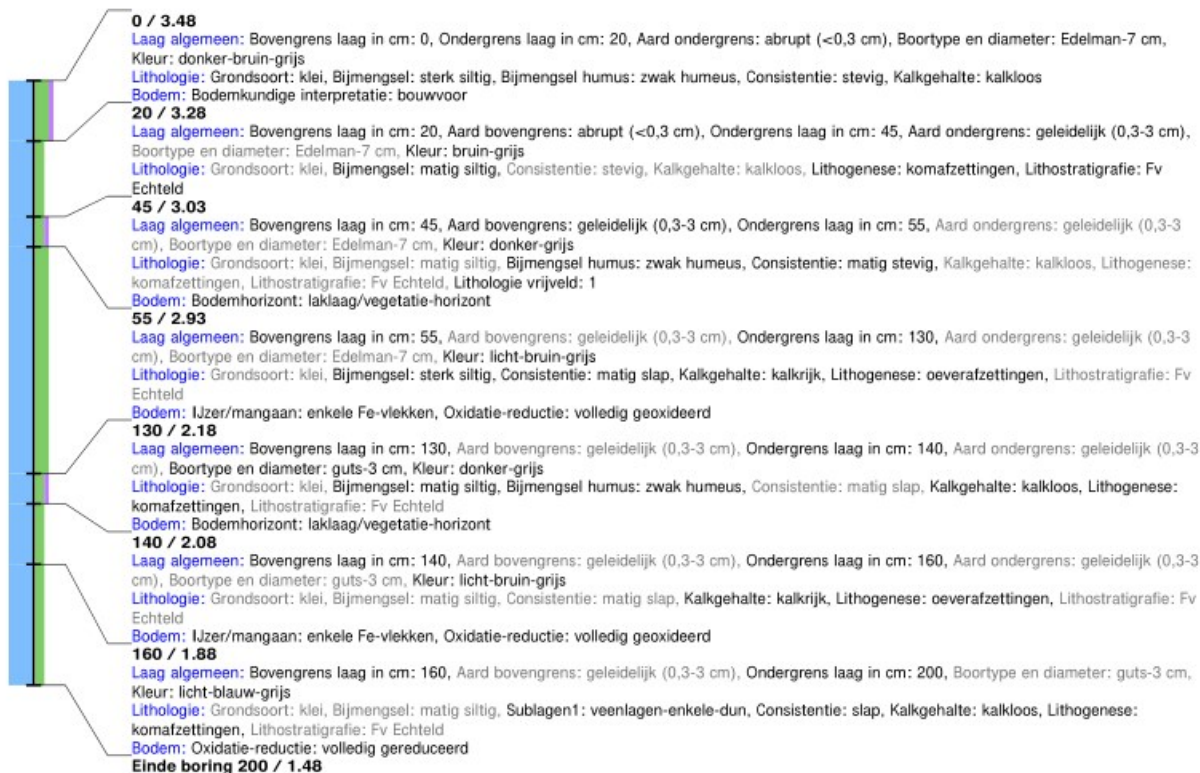 0 / 3.48
Laag algemeen: Bovengrens laag in cm: 0, Ondergrens laag in cm: 20, Aard ondergrens: abrupt (<0,3 cm), Boortype en diameter: Edelman-7 cm,
Kleur: donker-bruin-grijs
Lithologie: Grondsoort: klei, Bijmengsel: sterk siltig, Bijmengsel humus: zwak humeus, Consistentie: stevig, Kalkgehalte: kalkloos
Bodem: Bodemkundige interpretatie: bouwvoor
20 / 3.28
Laag algemeen: Bovengrens laag in cm: 20, Aard bovengrens: abrupt (<0,3 cm), Ondergrens laag in cm: 45, Aard ondergrens: geleidelijk (0,3-3 cm),
Boortype en diameter: Edelman-7 cm, Kleur: bruin-grijs
Lithologie: Grondsoort: klei, Bijmengsel: matig siltig, Consistentie: stevig, Kalkgehalte: kalkloos, Lithogenese: komafzettingen, Lithostratigrafie: Fv
Echteld
45 / 3.03
Laag algemeen: Bovengrens laag in cm: 45, Aard bovengrens: geleidelijk (0,3-3 cm), Ondergrens laag in cm: 55, Aard ondergrens: geleidelijk (0,3-3
cm), Boortype en diameter: Edelman-7 cm, Kleur: donker-grijs
Lithologie: Grondsoort: klei, Bijmengsel: matig siltig, Bijmengsel humus: zwak humeus, Consistentie: matig stevig, Kalkgehalte: kalkloos, Lithogenese:
komafzettingen, Lithostratigrafie: Fv Echteld, Lithologie vrijveld: 1
Bodem: Bodemhorizont: laklaag/vegetatie-horizont
55 / 2.93
Laag algemeen: Bovengrens laag in cm: 55, Aard bovengrens: geleidelijk (0,3-3 cm), Ondergrens laag in cm: 130, Aard ondergrens: geleidelijk (0,3-3
cm), Boortype en diameter: Edelman-7 cm, Kleur: licht-bruin-grijs
Lithologie: Grondsoort: klei, Bijmengsel: sterk siltig, Consistentie: matig slap, Kalkgehalte: kalkrijk, Lithogenese: oeverafzettingen, Lithostratigrafie: Fv
Echteld
Bodem: IJzer/mangaan: enkele Fe-vlekken, Oxidatie-reductie: volledig geoxideerd
130 / 2.18
Laag algemeen: Bovengrens laag in cm: 130, Aard bovengrens: geleidelijk (0,3-3 cm), Ondergrens laag in cm: 140, Aard ondergrens: geleidelijk (0,3-3
cm), Boortype en diameter: guts-3 cm, Kleur: donker-grijs
Lithologie: Grondsoort: klei, Bijmengsel: matig siltig, Bijmengsel humus: zwak humeus, Consistentie: matig slap, Kalkgehalte: kalkloos, Lithogenese:
komafzettingen, Lithostratigrafie: Fv Echteld
Bodem: Bodemhorizont: laklaag/vegetatie-horizont
140 / 2.08
Laag algemeen: Bovengrens laag in cm: 140, Aard bovengrens: geleidelijk (0,3-3 cm), Ondergrens laag in cm: 160, Aard ondergrens: geleidelijk (0,3-3
cm), Boortype en diameter: guts-3 cm, Kleur: licht-bruin-grijs
Lithologie: Grondsoort: klei, Bijmengsel: matig siltig, Consistentie: matig slap, Kalkgehalte: kalkrijk, Lithogenese: oeverafzettingen, Lithostratigrafie: Fv
Echteld
Bodem: IJzer/mangaan: enkele Fe-vlekken, Oxidatie-reductie: volledig geoxideerd
160 / 1.88
Laag algemeen: Bovengrens laag in cm: 160, Aard bovengrens: geleidelijk (0,3-3 cm), Ondergrens laag in cm: 200, Boortype en diameter: guts-3 cm,
Kleur: licht-blauw-grijs
Lithologie: Grondsoort: klei, Bijmengsel: matig siltig, Sublagen1: veenlagen-enkele-dun, Consistentie: slap, Kalkgehalte: kalkloos, Lithogenese:
komafzettingen, Lithostratigrafie: Fv Echteld
Bodem: Oxidatie-reductie: volledig gereduceerd
Einde boring 200 / 1.48